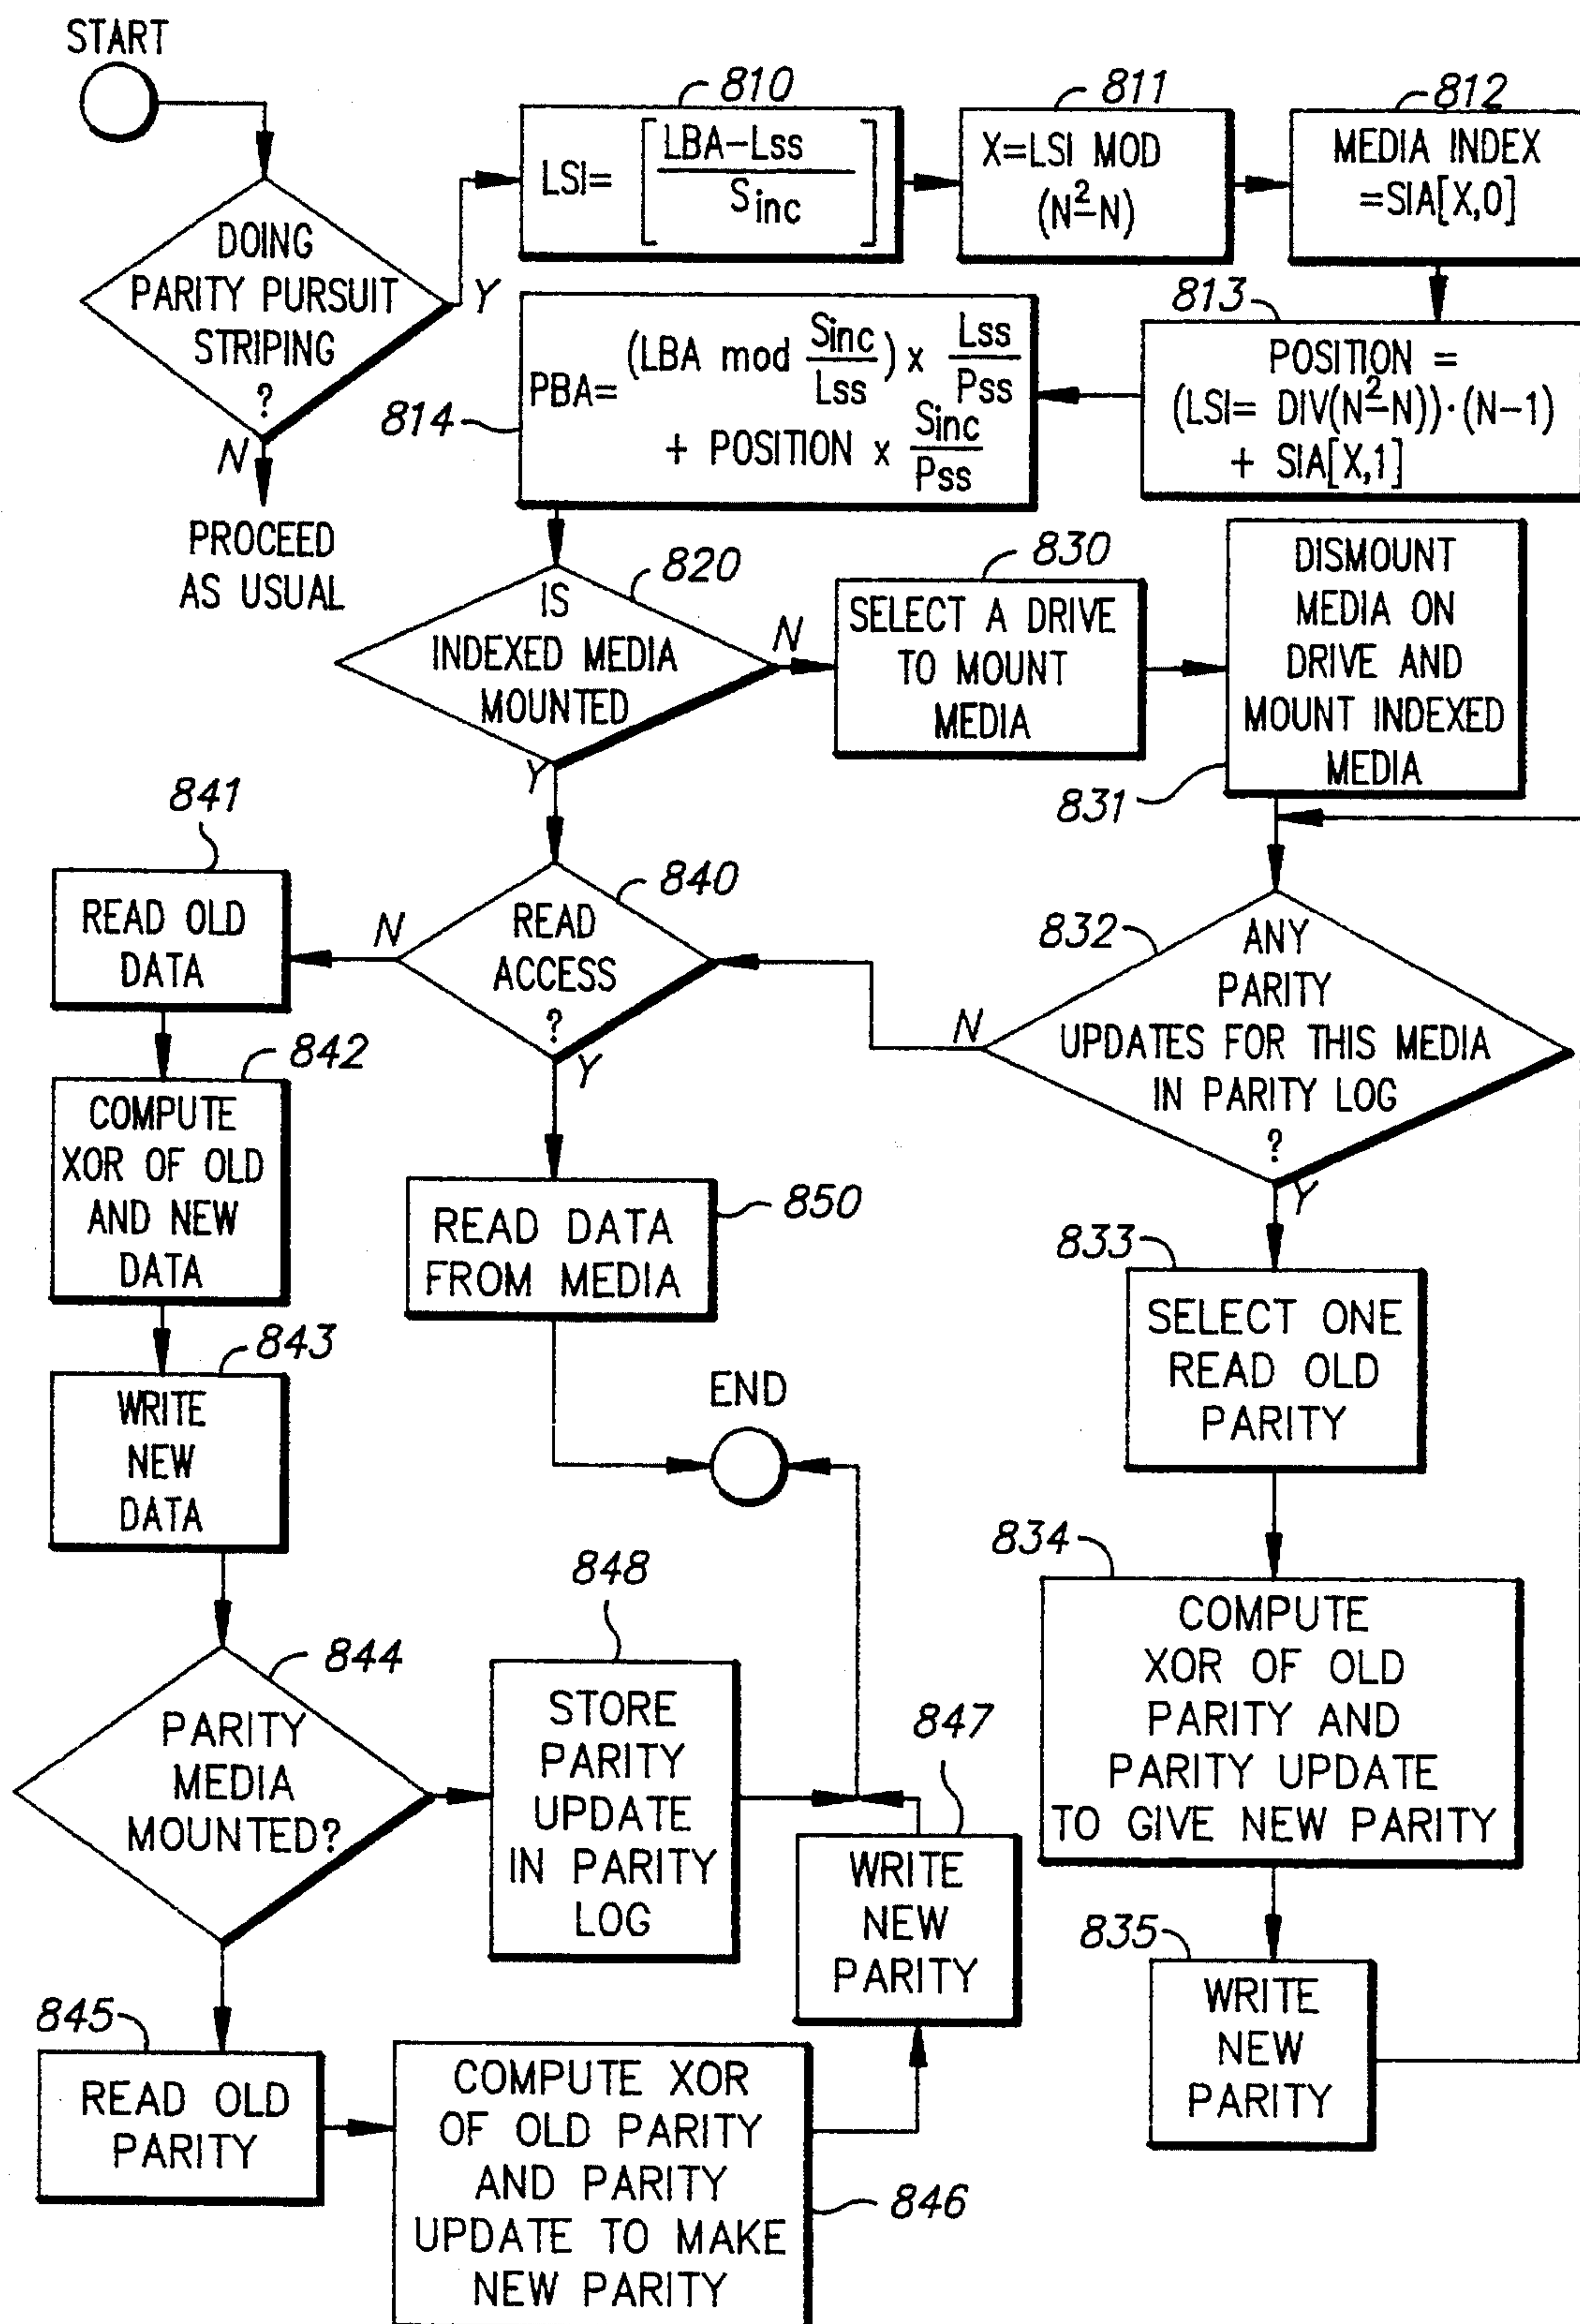 START
DOING
PARITY PURSUIT
STRIPING
?
Y
N
PROCEED
AS USUAL
810
LSI= [LBA-Lss / Sinc]
811
X=LSI MOD
(N²-N)
812
MEDIA INDEX
=SIA[X,0]
813
POSITION =
(LSI= DIV(N²-N))·(N-1)
+ SIA[X,1]
814
PBA= (LBA mod Sinc/Lss) x Lss/Pss
+ POSITION x Sinc/Pss
820
IS
INDEXED MEDIA
MOUNTED
N
Y
830
SELECT A DRIVE
TO MOUNT
MEDIA
DISMOUNT
MEDIA ON
DRIVE AND
MOUNT INDEXED
MEDIA
831
832
ANY
PARITY
UPDATES FOR THIS MEDIA
IN PARITY LOG
?
N
Y
840
READ
ACCESS
?
N
Y
841
READ OLD
DATA
842
COMPUTE
XOR OF OLD
AND NEW
DATA
843
WRITE
NEW
DATA
850
READ DATA
FROM MEDIA
END
833
SELECT ONE
READ OLD
PARITY
834
COMPUTE
XOR OF OLD
PARITY AND
PARITY UPDATE
TO GIVE NEW PARITY
835
WRITE
NEW
PARITY
844
PARITY
MEDIA
MOUNTED?
848
STORE
PARITY
UPDATE
IN PARITY
LOG
847
WRITE
NEW
PARITY
845
READ OLD
PARITY
COMPUTE XOR
OF OLD PARITY
AND PARITY
UPDATE TO MAKE
NEW PARITY
846